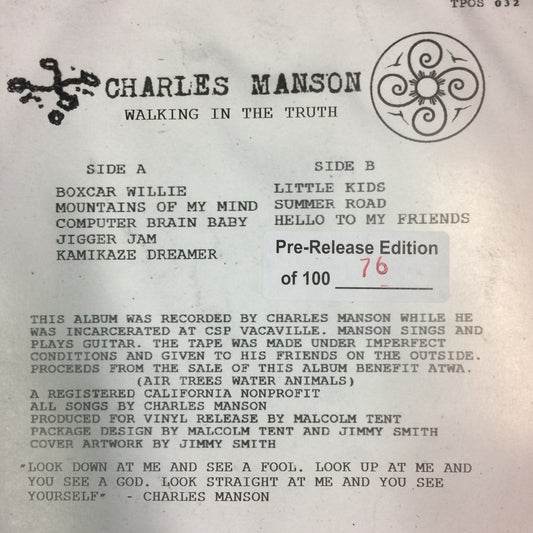 TPOS 032
CHARLES MANSON
WALKING IN THE TRUTH
SIDE A
BOXCAR WILLIE
MOUNTAINS OF MY MIND
COMPUTER BRAIN BABY
JIGGER JAM
KAMIKAZE DREAMER
SIDE B
LITTLE KIDS
SUMMER ROAD
HELLO TO MY FRIENDS
Pre-Release Edition
of 100 76
THIS ALBUM WAS RECORDED BY CHARLES MANSON WHILE HE
WAS INCARCERATED AT CSP VACAVILLE. MANSON SINGS AND
PLAYS GUITAR. THE TAPE WAS MADE UNDER IMPERFECT
CONDITIONS AND GIVEN TO HIS FRIENDS ON THE OUTSIDE.
PROCEEDS FROM THE SALE OF THIS ALBUM BENEFIT ATWA.
(AIR TREES WATER ANIMALS)
A REGISTERED CALIFORNIA NONPROFIT
ALL SONGS BY CHARLES MANSON
PRODUCED FOR VINYL RELEASE BY MALCOLM TENT
PACKAGE DESIGN BY MALCOLM TENT AND JIMMY SMITH
COVER ARTWORK BY JIMMY SMITH
"LOOK DOWN AT ME AND SEE A FOOL. LOOK UP AT ME AND
YOU SEE A GOD. LOOK STRAIGHT AT ME AND YOU SEE
YOURSELF" - CHARLES MANSON